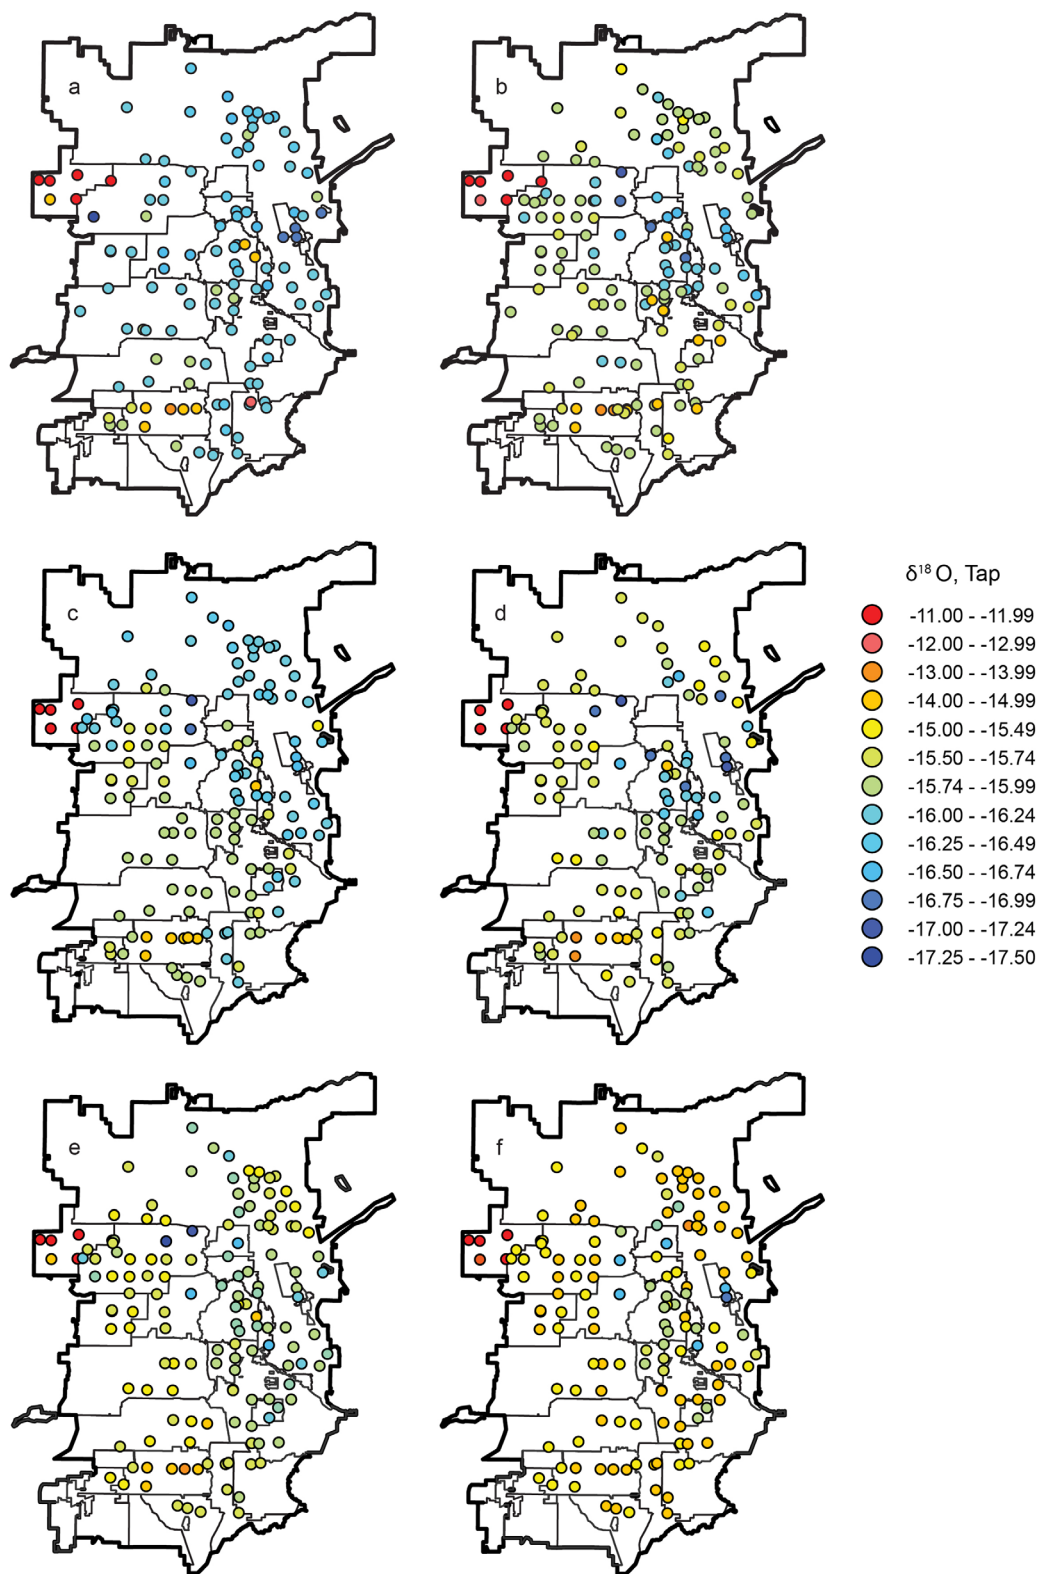 a
b
c
d
δ¹⁸O, Tap
-11.00 - -11.99
-12.00 - -12.99
-13.00 - -13.99
-14.00 - -14.99
-15.00 - -15.49
-15.50 - -15.74
-15.74 - -15.99
-16.00 - -16.24
-16.25 - -16.49
-16.50 - -16.74
-16.75 - -16.99
-17.00 - -17.24
-17.25 - -17.50
e
f